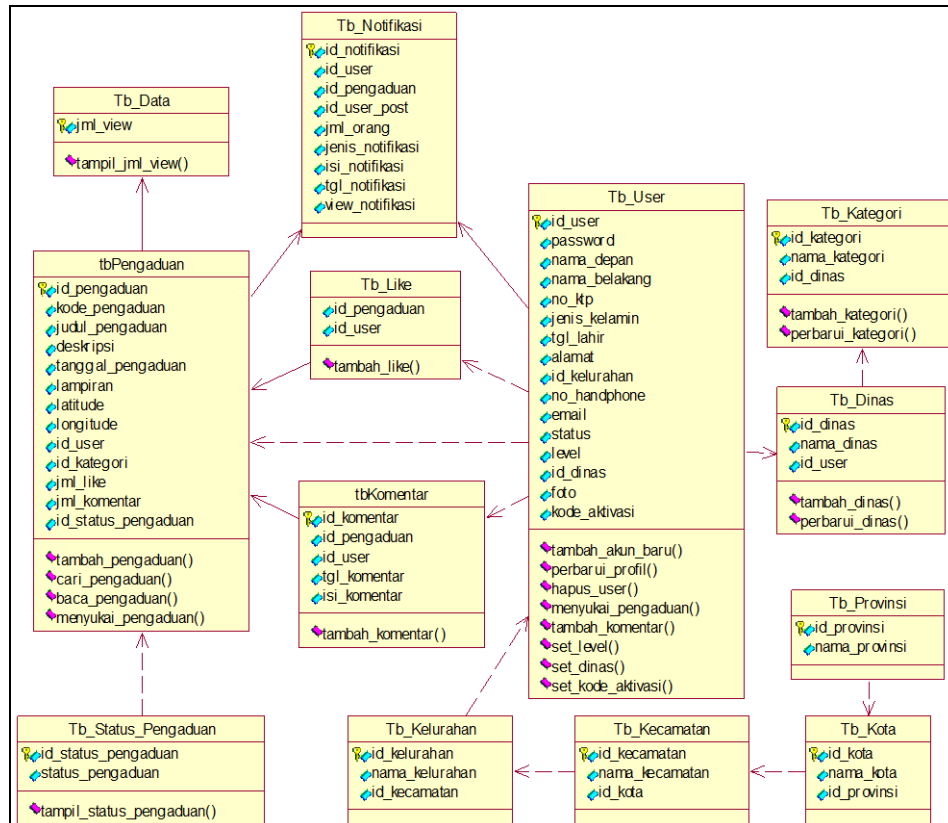 Tb_Notifikasi
id_notifikasi
id_user
id_pengaduan
id_user_post
jml_orang
jenis_notifikasi
isi_notifikasi
tgl_notifikasi
view_notifikasi
Tb_Data
jml_view
tampil_jml_view()
tbPengaduan
id_pengaduan
kode_pengaduan
judul_pengaduan
deskripsi
tanggal_pengaduan
lampiran
latitude
longitude
id_user
id_kategori
jml_like
jml_komentar
id_status_pengaduan
tambah_pengaduan()
cari_pengaduan()
baca_pengaduan()
menyukai_pengaduan()
Tb_Like
id_pengaduan
id_user
tambah_like()
tbKomentar
id_komentar
id_pengaduan
id_user
tgl_komentar
isi_komentar
tambah_komentar()
Tb_User
id_user
password
nama_depan
nama_belakang
no_ktp
jenis_kelamin
tgl_lahir
alamat
id_kelurahan
no_handphone
email
status
level
id_dinas
foto
kode_aktivasi
tambah_akun_baru()
perbarui_profil()
hapus_user()
menyukai_pengaduan()
tambah_komentar()
set_level()
set_dinas()
set_kode_aktivasi()
Tb_Kategori
id_kategori
nama_kategori
id_dinas
tambah_kategori()
perbarui_kategori()
Tb_Dinas
id_dinas
nama_dinas
id_user
tambah_dinas()
perbarui_dinas()
Tb_Provinsi
id_provinsi
nama_provinsi
Tb_Status_Pengaduan
id_status_pengaduan
status_pengaduan
tampil_status_pengaduan()
Tb_Kelurahan
id_kelurahan
nama_kelurahan
id_kecamatan
Tb_Kecamatan
id_kecamatan
nama_kecamatan
id_kota
Tb_Kota
id_kota
nama_kota
id_provinsi